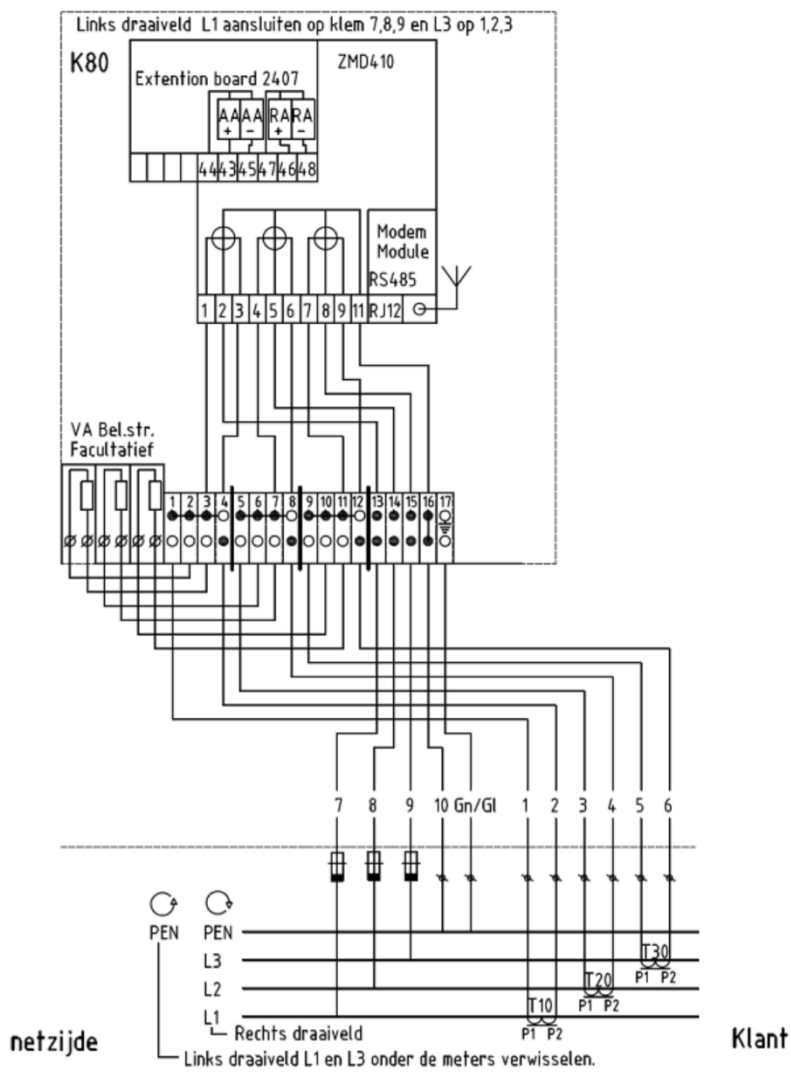 Links draaiveld L1 aansluiten op klem 7,8,9 en L3 op 1,2,3
K80
ZMD410
Extention board 2407
AA AA RA RA
+ - + -
44 43 45 47 46 48
Modem
Module
RS485
1 2 3 4 5 6 7 8 9 11 RJ12
VA Bel.str.
Facultatief
1 2 3 4 5 6 7 8 9 10 11 12 13 14 15 16 17
7 8 9 10 Gn/Gl 1 2 3 4 5 6
PEN PEN
L3
T30
P1 P2
L2
T20
P1 P2
L1
T10
P1 P2
Rechts draaiveld
netzijde
Klant
Links draaiveld L1 en L3 onder de meters verwisselen.